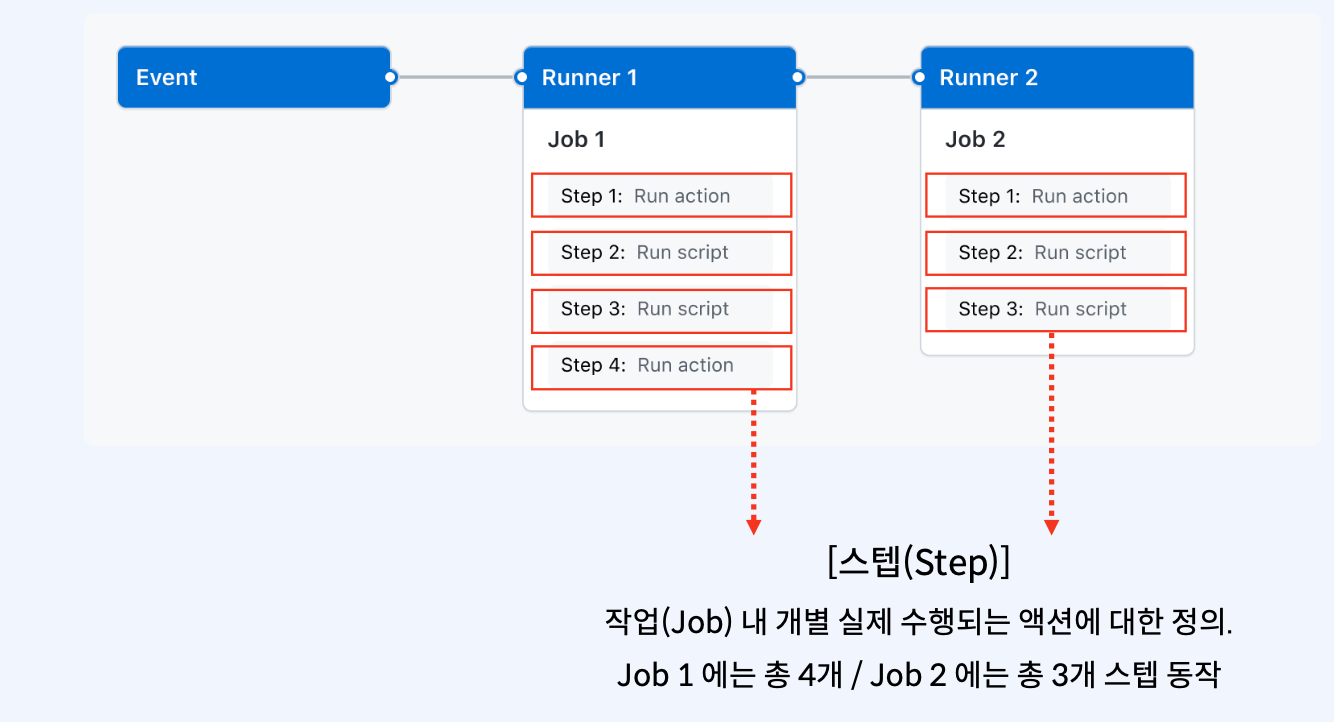 Event
Runner 1
Job 1
Step 1: Run action
Step 2: Run script
Step 3: Run script
Step 4: Run action
Runner 2
Job 2
Step 1: Run action
Step 2: Run script
Step 3: Run script
[스텝(Step)]
작업(Job) 내 개별 실제 수행되는 액션에 대한 정의.
Job 1 에는 총 4개 / Job 2 에는 총 3개 스텝 동작